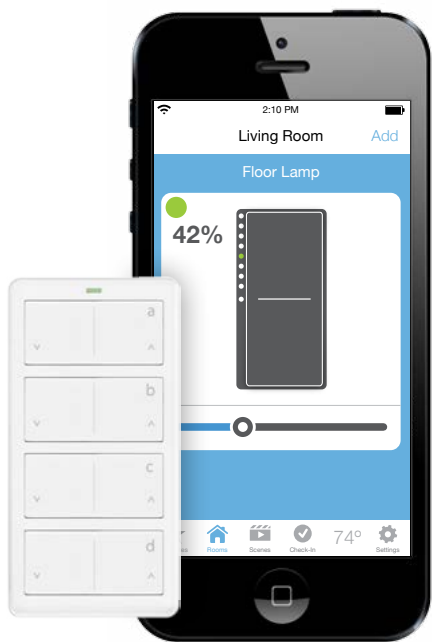 2:10 PM
Living Room
Add
Floor Lamp
42%
a
b
c
d
Rooms
Scenes
Check-In
74°
Settings